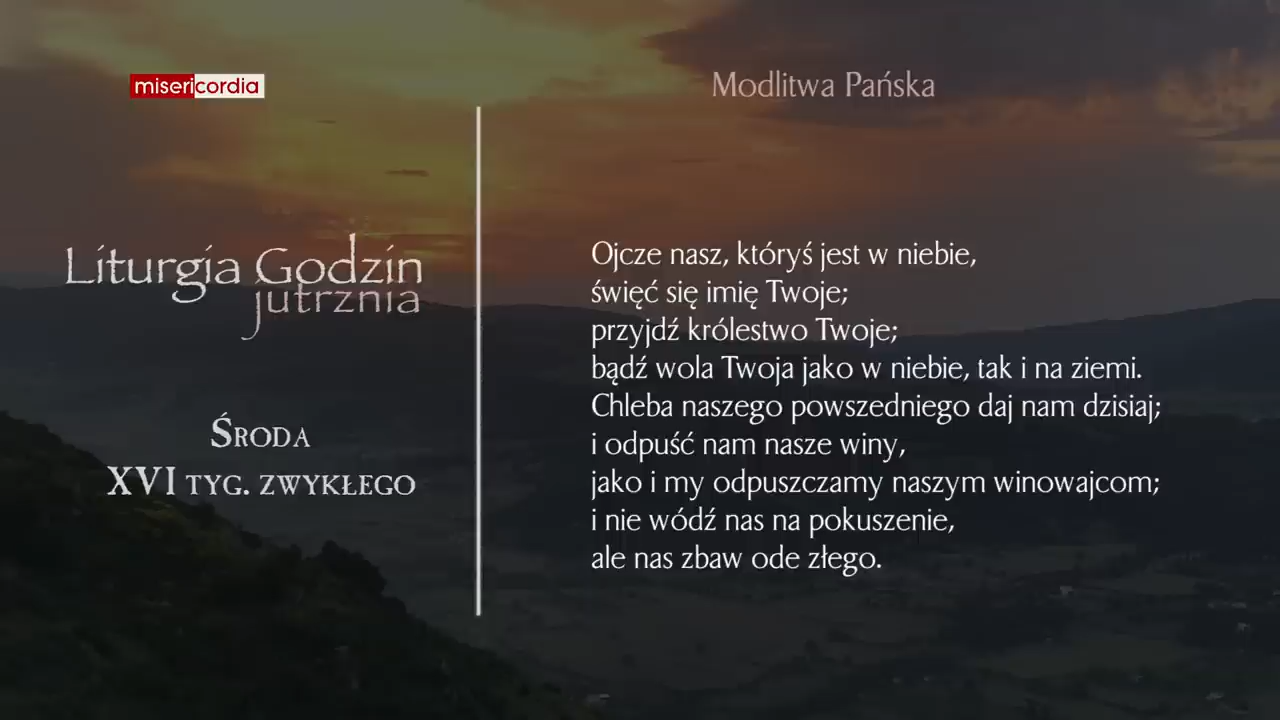 misericordia
Modlitwa Pańska
Liturgia Godzin
jutrznia
Środa
XVI tyg. zwykłego
Ojcze nasz, któryś jest w niebie,
święć się imię Twoje;
przyjdź królestwo Twoje;
bądź wola Twoja jako w niebie, tak i na ziemi.
Chleba naszego powszedniego daj nam dzisiaj;
i odpuść nam nasze winy,
jako i my odpuszczamy naszym winowajcom;
i nie wódź nas na pokuszenie,
ale nas zbaw ode złego.